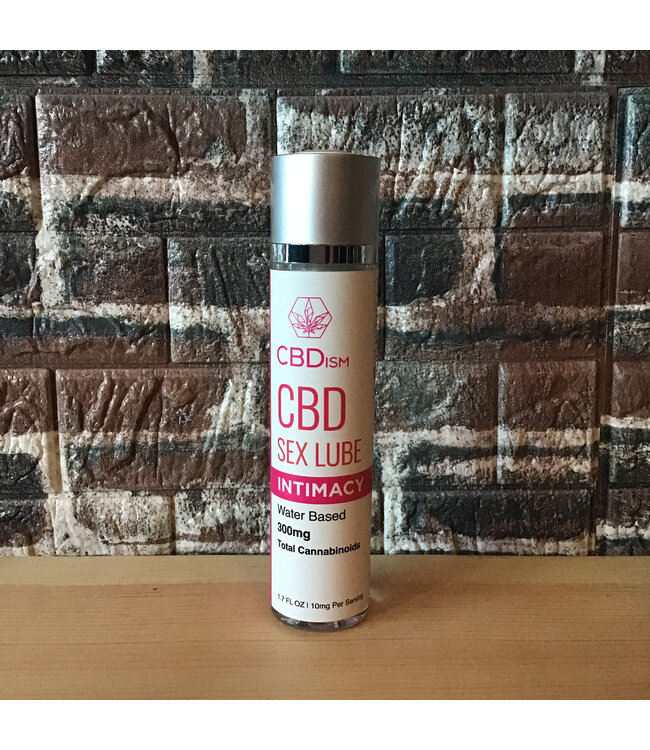 CBDISM
CBD
SEX LUBE
INTIMACY
Water Based
300mg
Total Cannabinoids
1.7 FL OZ | 10mg Per Serving